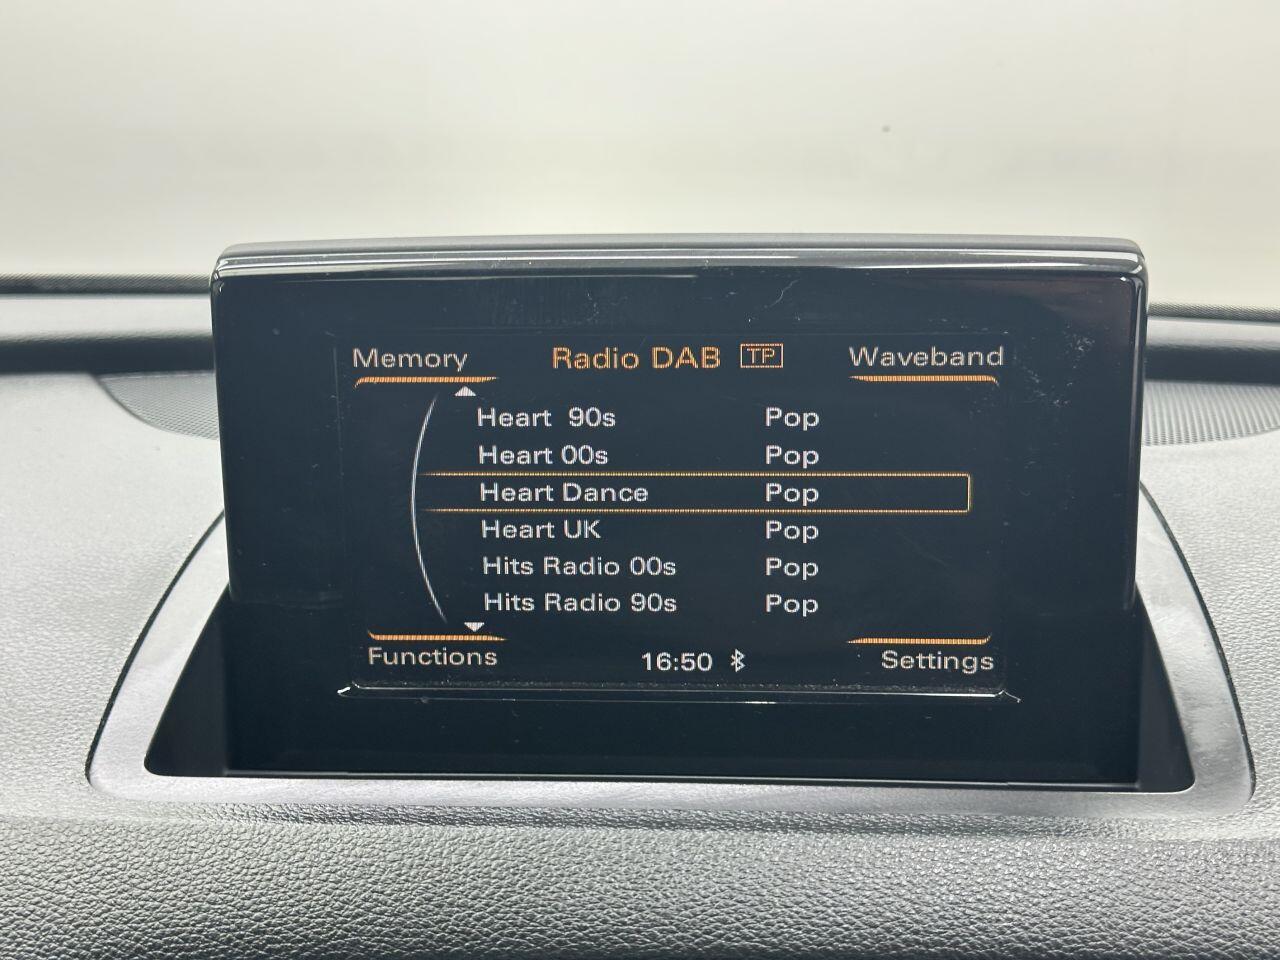 Memory Radio DAB TP Waveband
Heart 90s Pop
Heart 00s Pop
Heart Dance Pop
Heart UK Pop
Hits Radio 00s Pop
Hits Radio 90s Pop
Functions 16:50 Settings